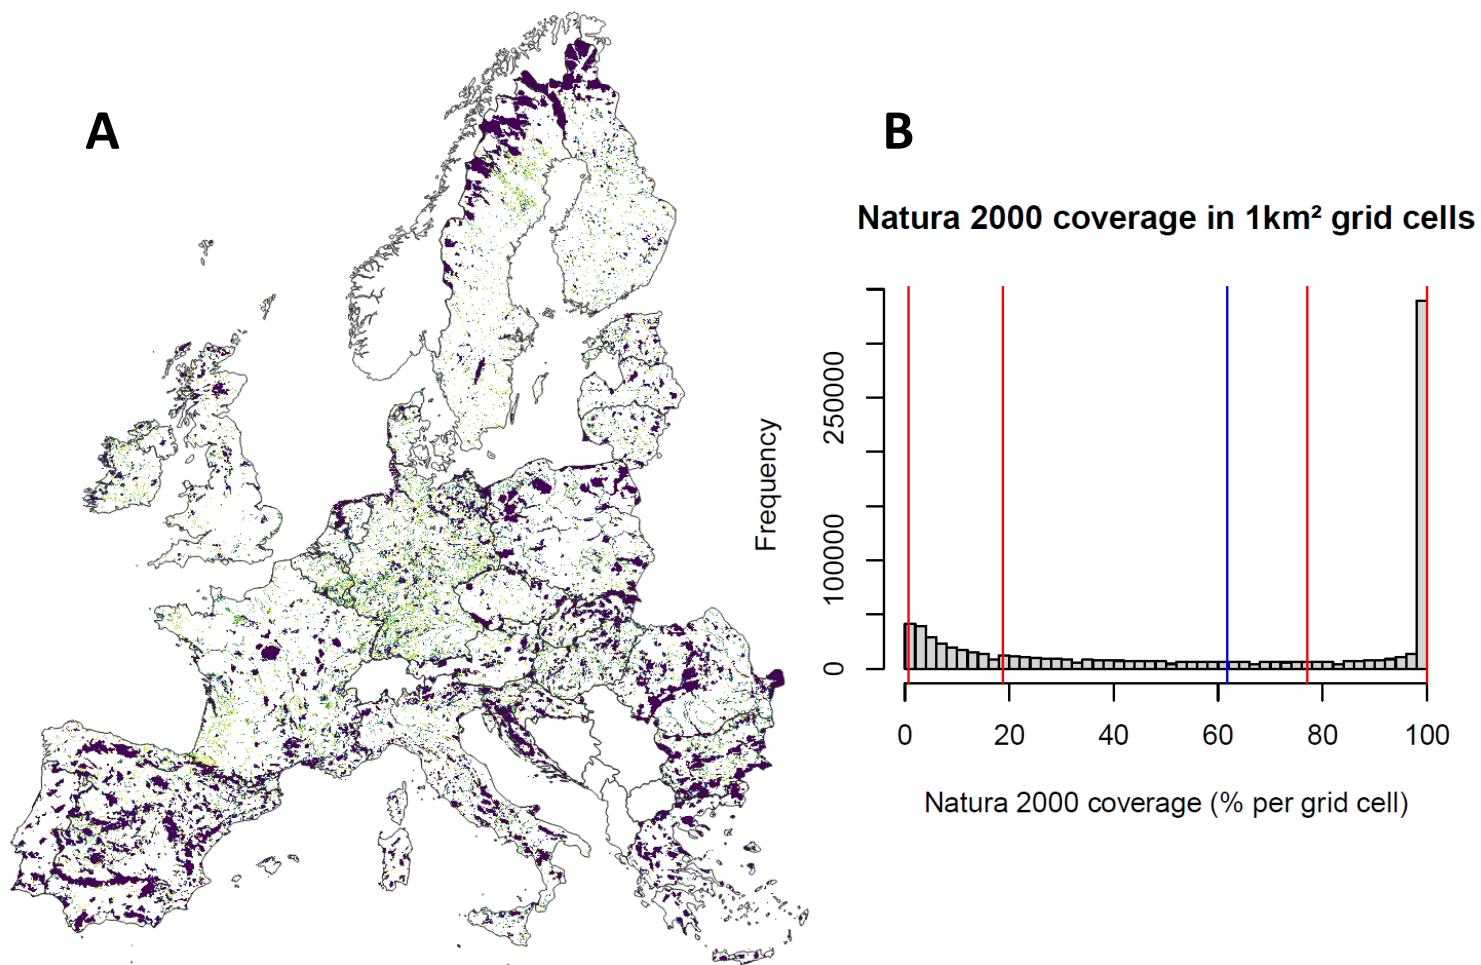 A
B
Natura 2000 coverage in 1km² grid cells
Frequency
0
100000
250000
0 20 40 60 80 100
Natura 2000 coverage (% per grid cell)